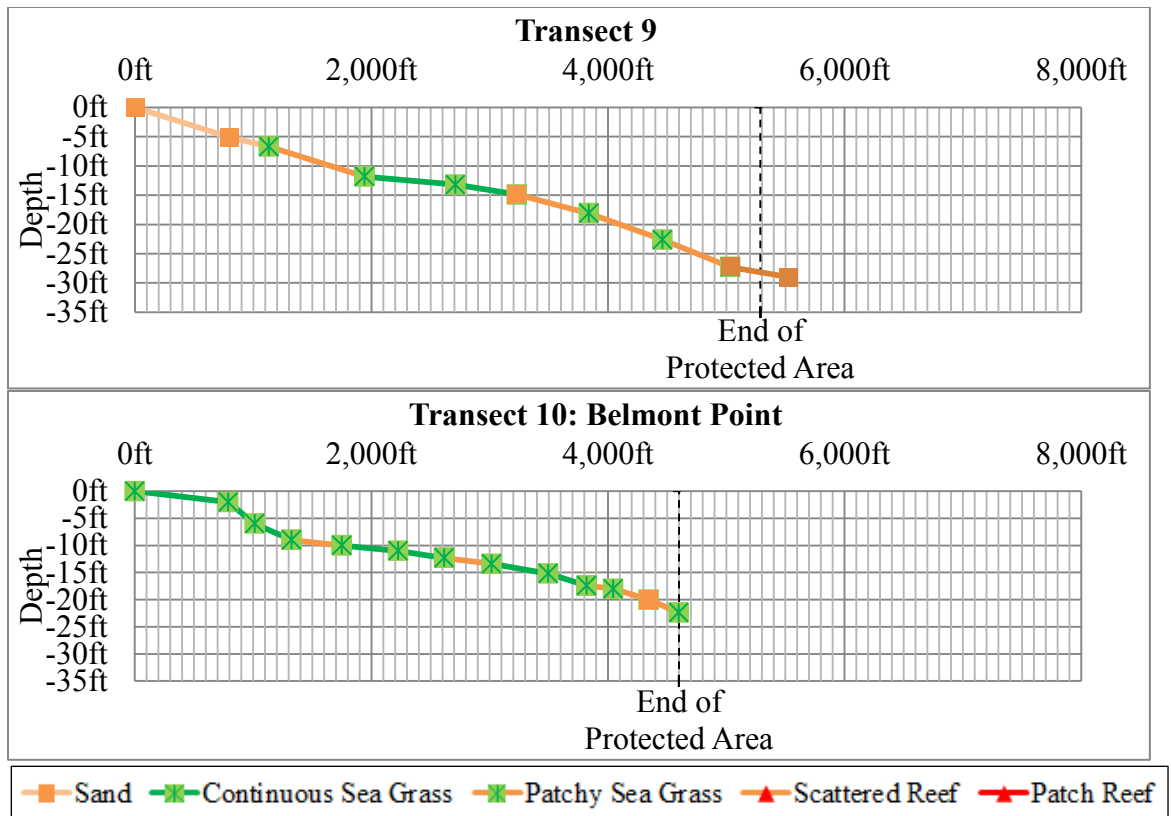 Transect 9
0ft 2,000ft 4,000ft 6,000ft 8,000ft
0ft
-5ft
-10ft
-15ft
-20ft
-25ft
-30ft
-35ft
Depth
End of
Protected Area
Transect 10: Belmont Point
0ft 2,000ft 4,000ft 6,000ft 8,000ft
0ft
-5ft
-10ft
-15ft
-20ft
-25ft
-30ft
-35ft
Depth
End of
Protected Area
Sand Continuous Sea Grass Patchy Sea Grass Scattered Reef Patch Reef